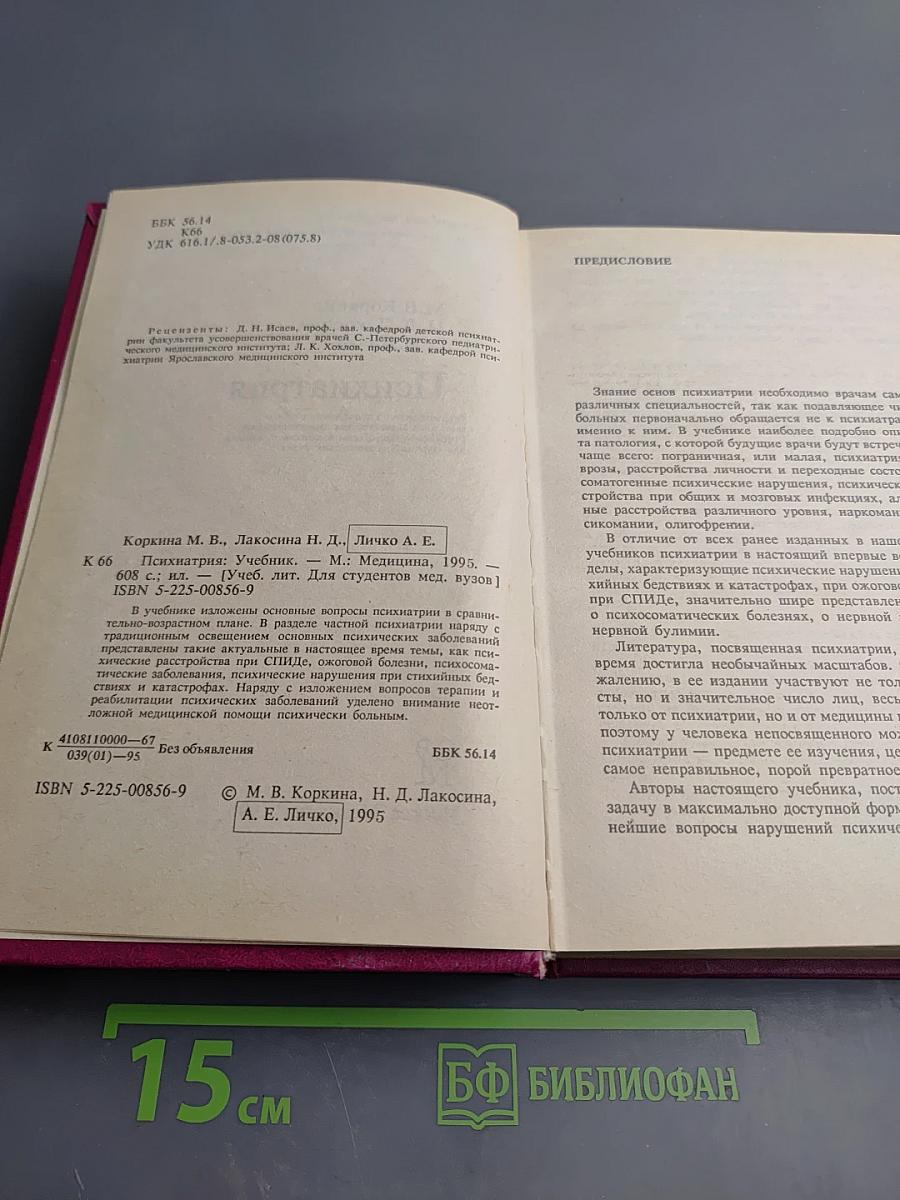 ББК 56.14
К66
УДК 616.1/.8-053.2-08(075.8)
Рецензенты: Д. Н. Исаев, проф., зав. кафедрой детской психиат-
рии факультета усовершенствования врачей С.-Петербургского педиатри-
ческого медицинского института; Л. К. Хохлов, проф., зав. кафедрой пси-
хиатрии Ярославского медицинского института
Коркина М. В., Лакосина Н. Д., Личко А. Е.
К 66 Психиатрия: Учебник. — М.: Медицина, 1995. —
608 с.; ил. — [Учеб. лит. Для студентов мед. вузов]
ISBN 5-225-00856-9
В учебнике изложены основные вопросы психиатрии в сравни-
тельно-возрастном плане. В разделе частной психиатрии наряду с
традиционным освещением основных психических заболеваний
представлены такие актуальные в настоящее время темы, как пси-
хические расстройства при СПИДе, ожоговой болезни, психосома-
тические заболевания, психические нарушения при стихийных бед-
ствиях и катастрофах. Наряду с изложением вопросов терапии и
реабилитации психических заболеваний уделено внимание неот-
ложной медицинской помощи психически больным.
К 4108110000—67
039(01)—95 Без объявления
ББК 56.14
ISBN 5-225-00856-9
© М. В. Коркина, Н. Д. Лакосина,
А. Е. Личко, 1995
ПРЕДИСЛОВИЕ
Знание основ психиатрии необходимо врачам сам
различных специальностей, так как подавляющее чи
больных первоначально обращается не к психиатра
именно к ним. В учебнике наиболее подробно опи
та патология, с которой будущие врачи будут встреч
чаще всего: пограничная, или малая, психиатрия
врозы, расстройства личности и переходные состо
соматогенные психические нарушения, психическ
стройства при общих и мозговых инфекциях, ал
ные расстройства различного уровня, наркоман
сикомании, олигофрении.
В отличие от всех ранее изданных в наше
учебников психиатрии в настоящий впервые в
делы, характеризующие психические нарушени
хийных бедствиях и катастрофах, при ожогово
при СПИДе, значительно шире представлен
о психосоматических болезнях, о нервной
нервной булимии.
Литература, посвященная психиатрии,
время достигла необычайных масштабов.
жалению, в ее издании участвуют не тол
сты, но и значительное число лиц, весь
только от психиатрии, но и от медицины
поэтому у человека непосвященного мож
психиатрии — предмете ее изучения, це
самое неправильное, порой превратное
Авторы настоящего учебника, пост
задачу в максимально доступной форм
нейшие вопросы нарушений психиче
15 см
БФ БИБЛИОФАН